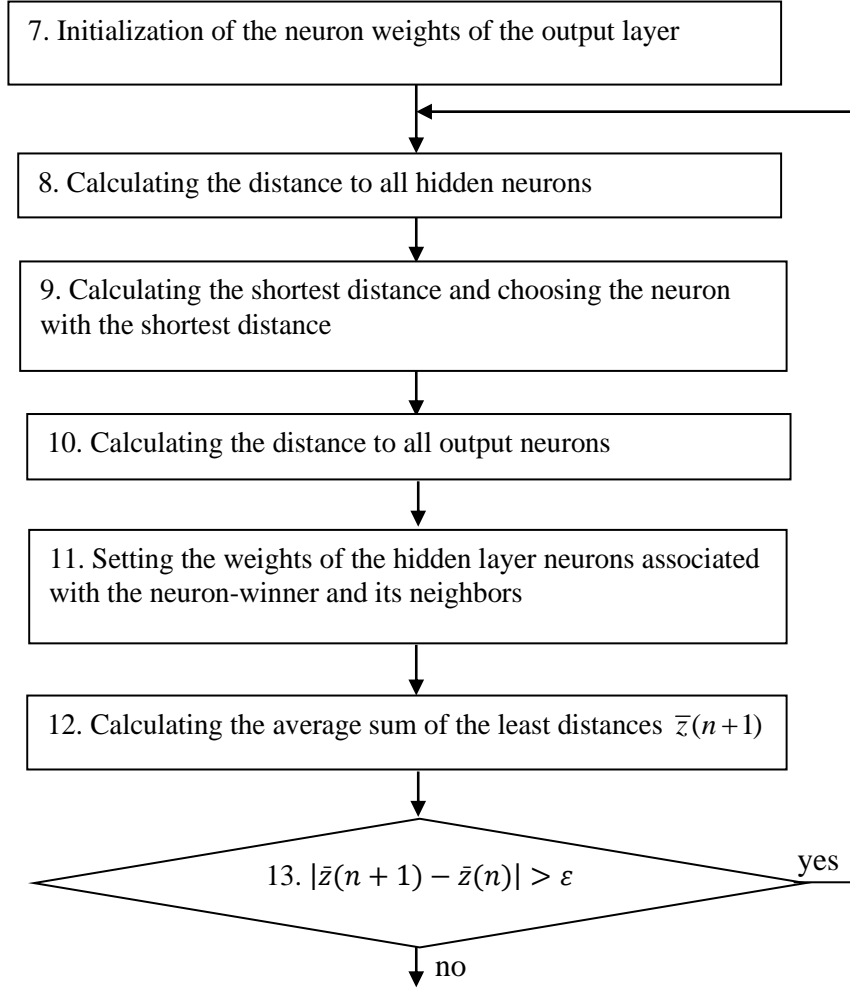 7. Initialization of the neuron weights of the output layer
8. Calculating the distance to all hidden neurons
9. Calculating the shortest distance and choosing the neuron
with the shortest distance
10. Calculating the distance to all output neurons
11. Setting the weights of the hidden layer neurons associated
with the neuron-winner and its neighbors
12. Calculating the average sum of the least distances z̄(n+1)
13. |z̄(n + 1) − z̄(n)| > ε
yes
no